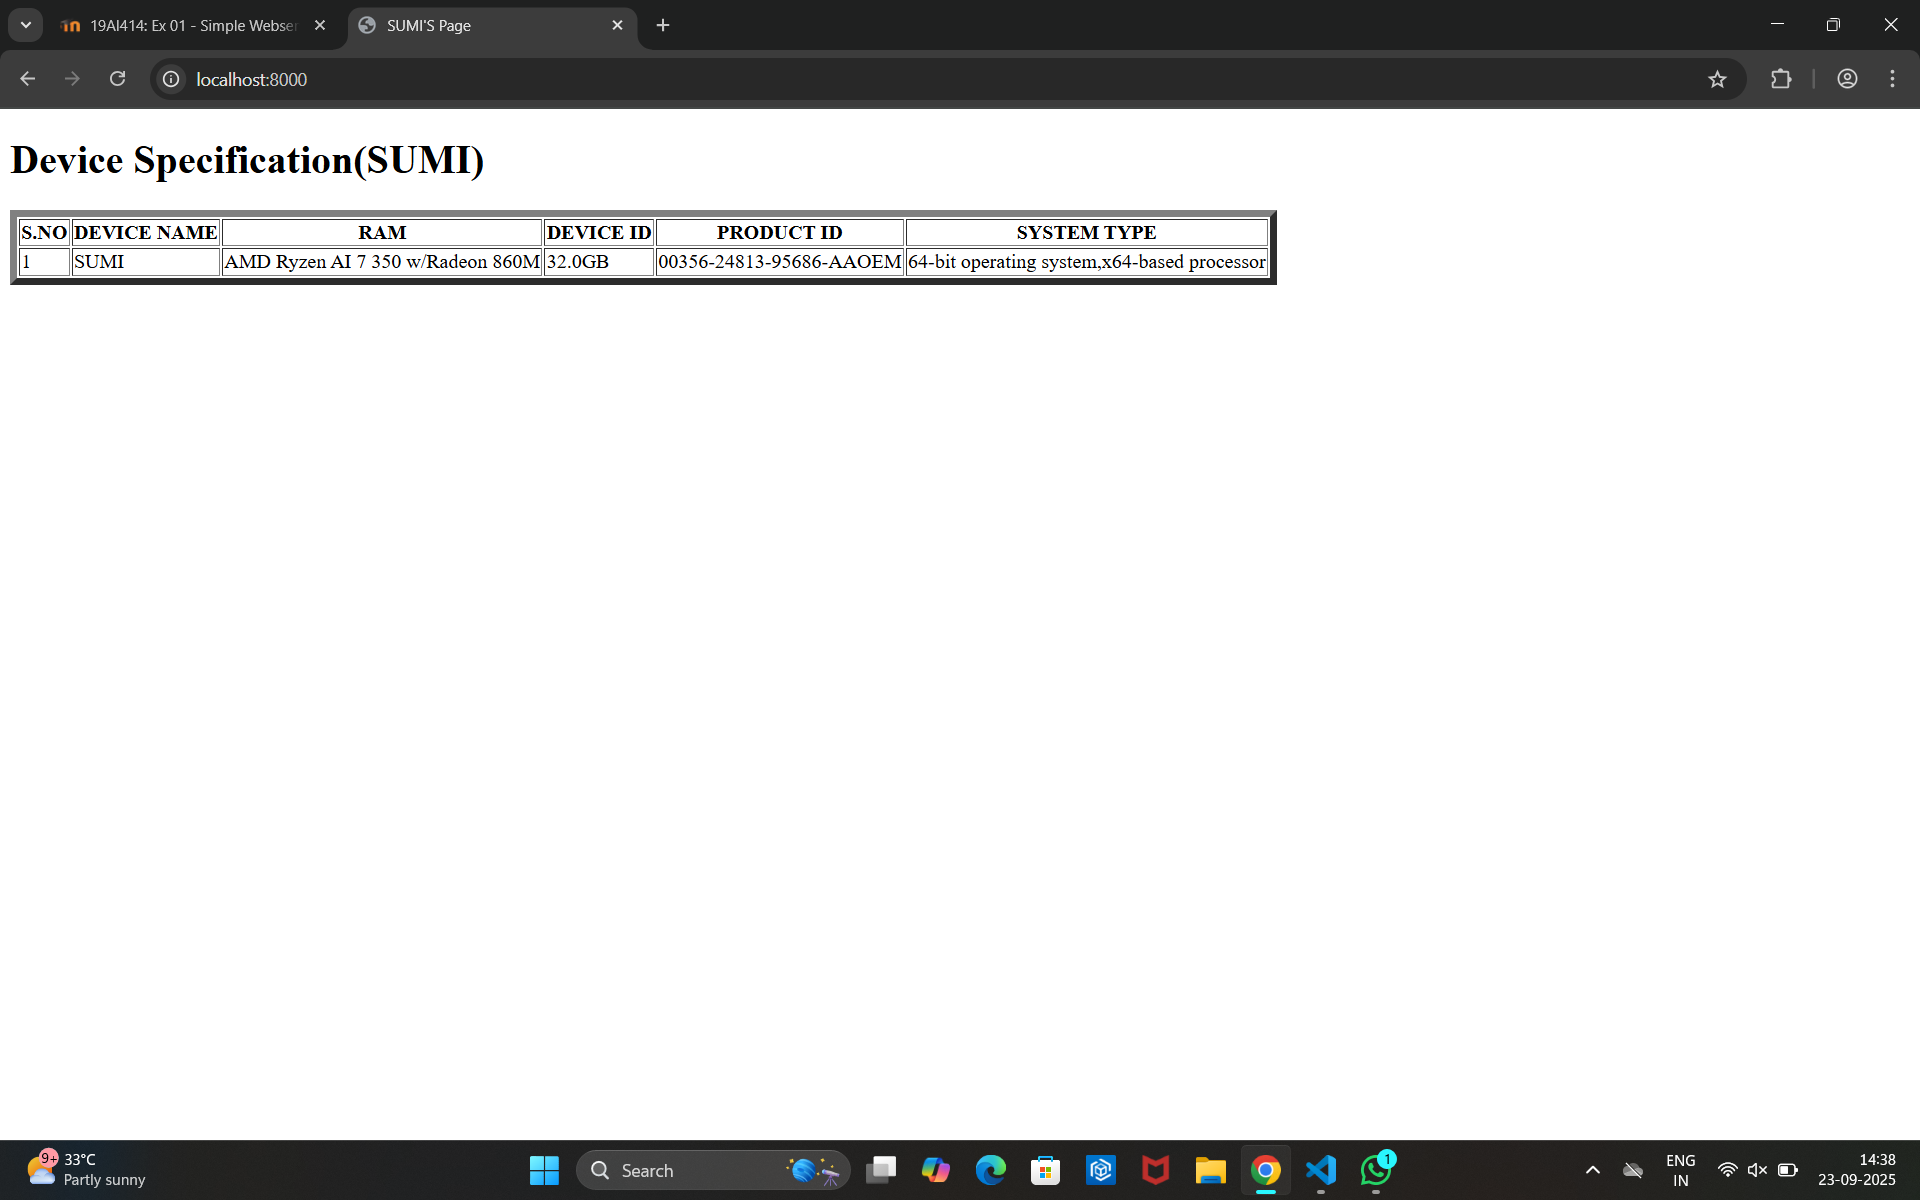 19AI414: Ex 01 - Simple Webser
SUMI'S Page
localhost:8000
Device Specification(SUMI)
S.NO DEVICE NAME RAM DEVICE ID PRODUCT ID SYSTEM TYPE
1 SUMI AMD Ryzen AI 7 350 w/Radeon 860M 32.0GB 00356-24813-95686-AAOEM 64-bit operating system,x64-based processor
9+
33°C
Partly sunny
Search
1
ENG
IN
14:38
23-09-2025